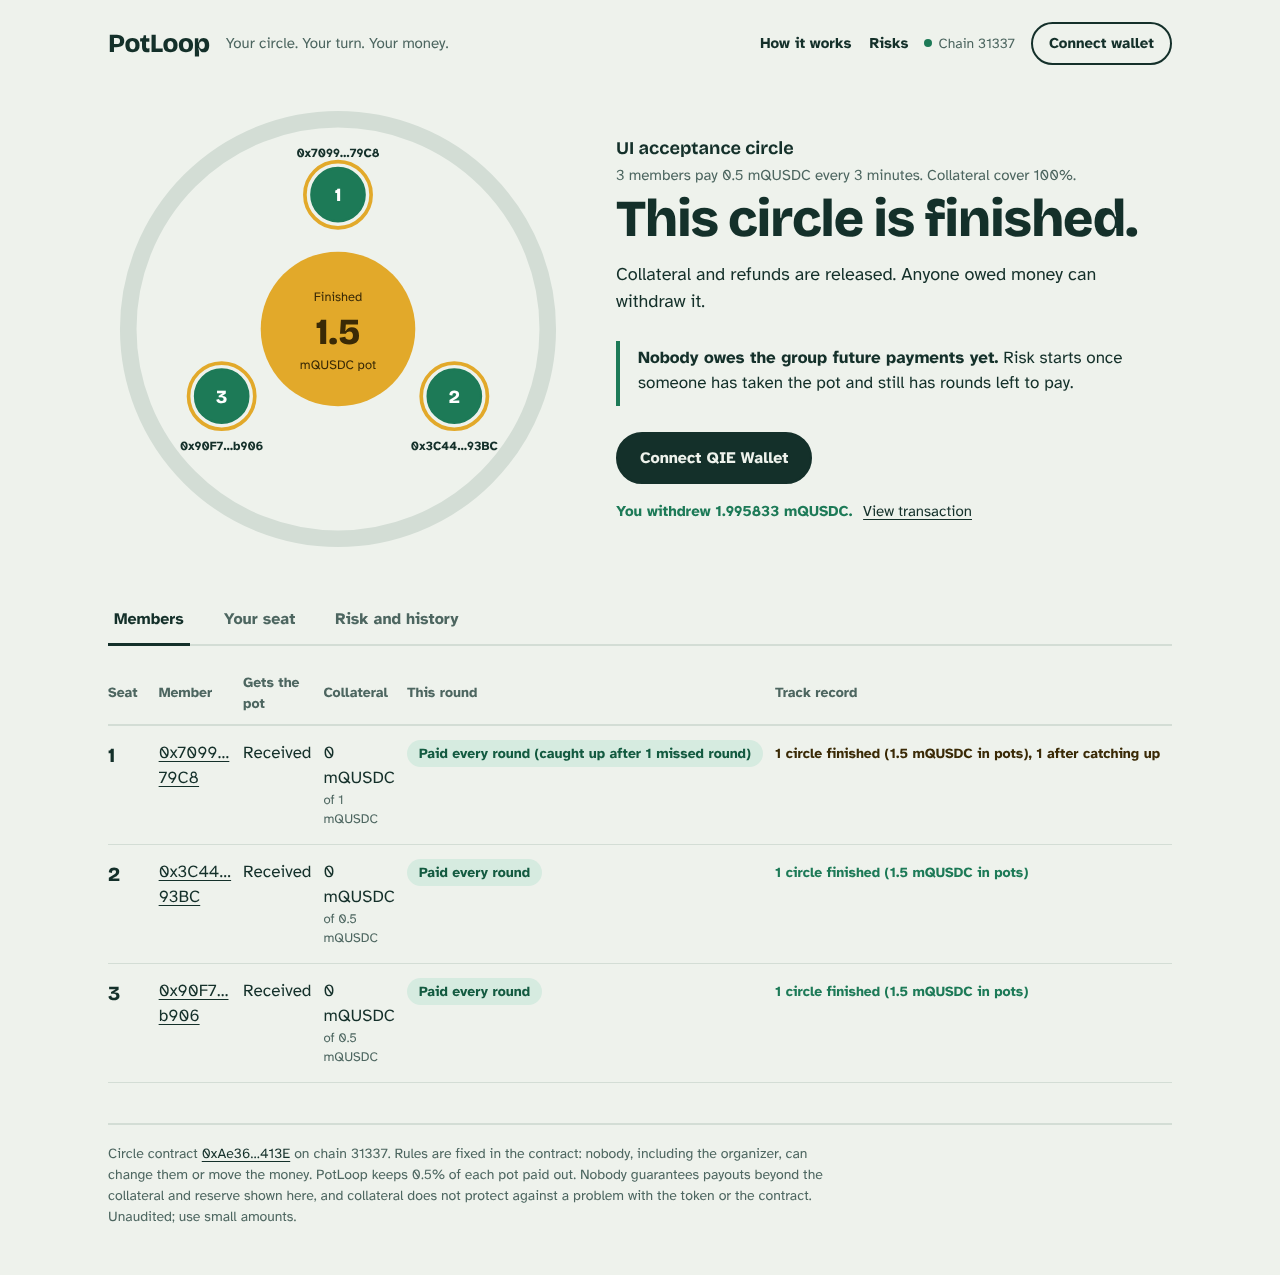 PotLoop
Your circle. Your turn. Your money.
How it works
Risks
Chain 31337
Connect wallet
0x7099…79C8
1
Finished
1.5
mQUSDC pot
3
0x90F7…b906
2
0x3C44…93BC
UI acceptance circle
3 members pay 0.5 mQUSDC every 3 minutes. Collateral cover 100%.
This circle is finished.
Collateral and refunds are released. Anyone owed money can
withdraw it.
Nobody owes the group future payments yet. Risk starts once
someone has taken the pot and still has rounds left to pay.
Connect QIE Wallet
You withdrew 1.995833 mQUSDC. View transaction
Members
Your seat
Risk and history
Seat
Member
Gets the
pot
Collateral
This round
Track record
1
0x7099…
79C8
Received
0
mQUSDC
of 1
mQUSDC
Paid every round (caught up after 1 missed round)
1 circle finished (1.5 mQUSDC in pots), 1 after catching up
2
0x3C44…
93BC
Received
0
mQUSDC
of 0.5
mQUSDC
Paid every round
1 circle finished (1.5 mQUSDC in pots)
3
0x90F7…
b906
Received
0
mQUSDC
of 0.5
mQUSDC
Paid every round
1 circle finished (1.5 mQUSDC in pots)
Circle contract 0xAe36…413E on chain 31337. Rules are fixed in the contract: nobody, including the organizer, can
change them or move the money. PotLoop keeps 0.5% of each pot paid out. Nobody guarantees payouts beyond the
collateral and reserve shown here, and collateral does not protect against a problem with the token or the contract.
Unaudited; use small amounts.